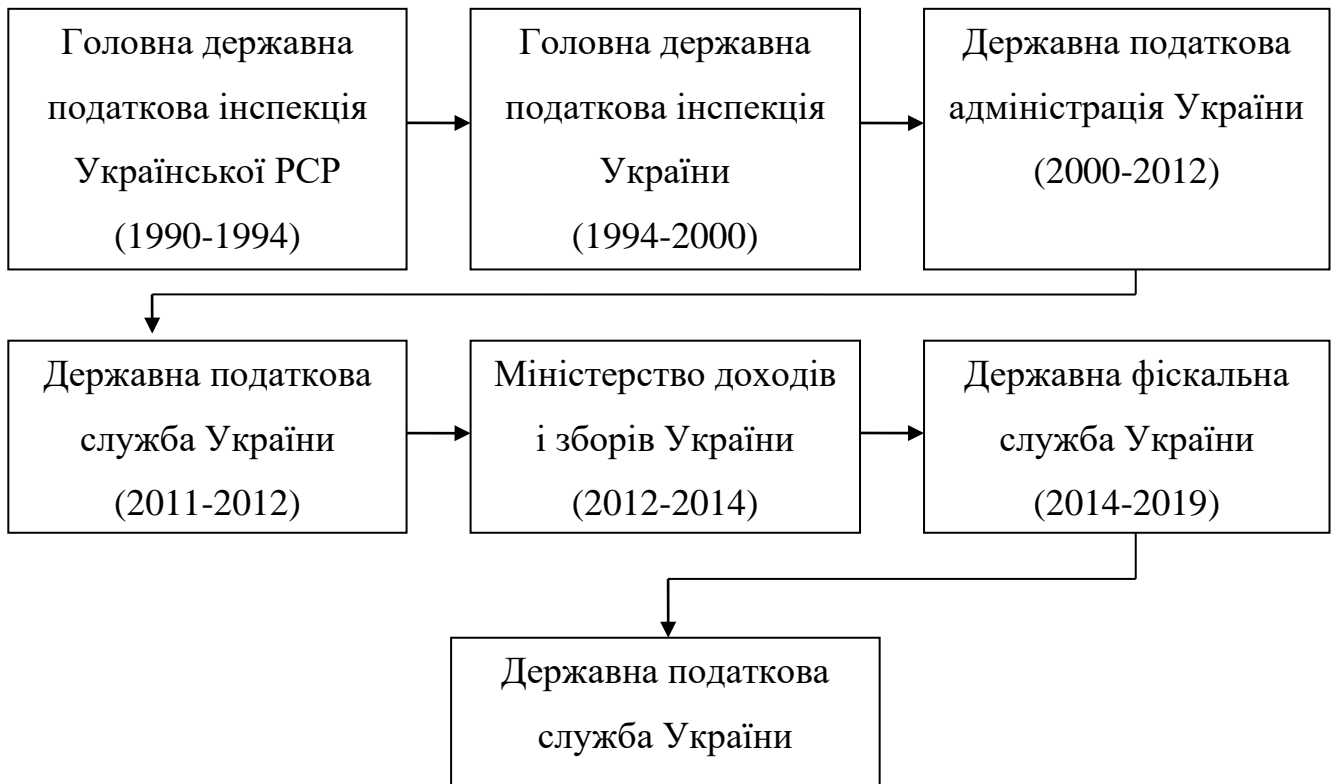 Головна державна
податкова інспекція
Української РСР
(1990-1994)
Головна державна
податкова інспекція
України
(1994-2000)
Державна податкова
адміністрація України
(2000-2012)
Державна податкова
служба України
(2011-2012)
Міністерство доходів
і зборів України
(2012-2014)
Державна фіскальна
служба України
(2014-2019)
Державна податкова
служба України